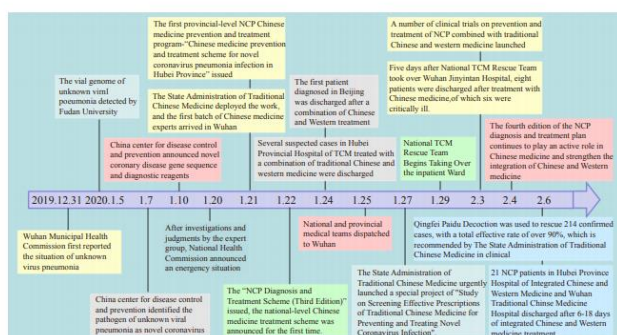 The first provincial-level NCP Chinese
medicine prevention and treatment
program-"Chinese medicine prevention
and treatment scheme for novel
coronavirus pneumonia infection in
Hubei Province" issued
A number of clinical trials on prevention and
treatment of NCP combined with traditional
Chinese and western medicine launched
The vial genome of
unknown viral
poeumonia detected by
Fudan University
The State Administration of Traditional
Chinese Medicine deployed the work,
and the first batch of Chinese medicine
experts arrived in Wuhan
The first patient
diagnosed in Beijing
was discharged after a
combination of Chinese
and Western treatment
Five days after National TCM Rescue Team
took over Wuhan Jinyintan Hospital, eight
patients were discharged after treatment with
Chinese medicine,of which six were
critically ill.
China center for disease control
and prevention announced novel
coronary disease gene sequence
and diagnostic reagents
Several suspected cases in Hubei
Provincial Hospital of TCM treated with
a combination of traditional Chinese and
western medicine were discharged
National TCM
Rescue Team
Begins Taking Over
the inpatient Ward
The fourth edition of the NCP
diagnosis and treatment plan
continues to play an active role in
Chinese medicine and strengthen the
integration of Chinese and Western
medicine
2019.12.31 2020.1.5 1.7 1.10 1.20 1.21 1.22 1.24 1.25 1.27 1.29 2.3 2.4 2.6
Wuhan Municipal Health
Commission first reported
the situation of unknown
virus pneumonia
After investigations and
judgments by the expert
group, National Health
Commission announced
an energency situation
National and provincial
medical teams dispatched
to Wuhan
Qingfei Paidu Decoction was used to rescue 214 confirmed
cases, with a total effective rate of over 90%, which is
recommended by The State Administration of Traditional
Chinese Medicine in clinical
China center for disease control
and prevention identified the
pathogen of unknown viral
pneumonia as novel coronavirus
The "NCP Diagnosis and
Treatment Scheme (Third Edition)"
issued, the national-level Chinese
medicine treatment scheme was
announced for the first time.
The State Administration of
Traditional Chinese Medicine urgently
launched a special project of "Study
on Screening Effective Prescriptions
of Traditional Chinese Medicine for
Preventing and Treating Novel
Coronavirus Infection"
21 NCP patients in Hubei Province
Hospital of Integrated Chinese and
Western Medicine and Wuhan
Traditional Chinse Medicine
Hospital discharged after 6-18 days
of integrated Chinese and Western
medicine treatment